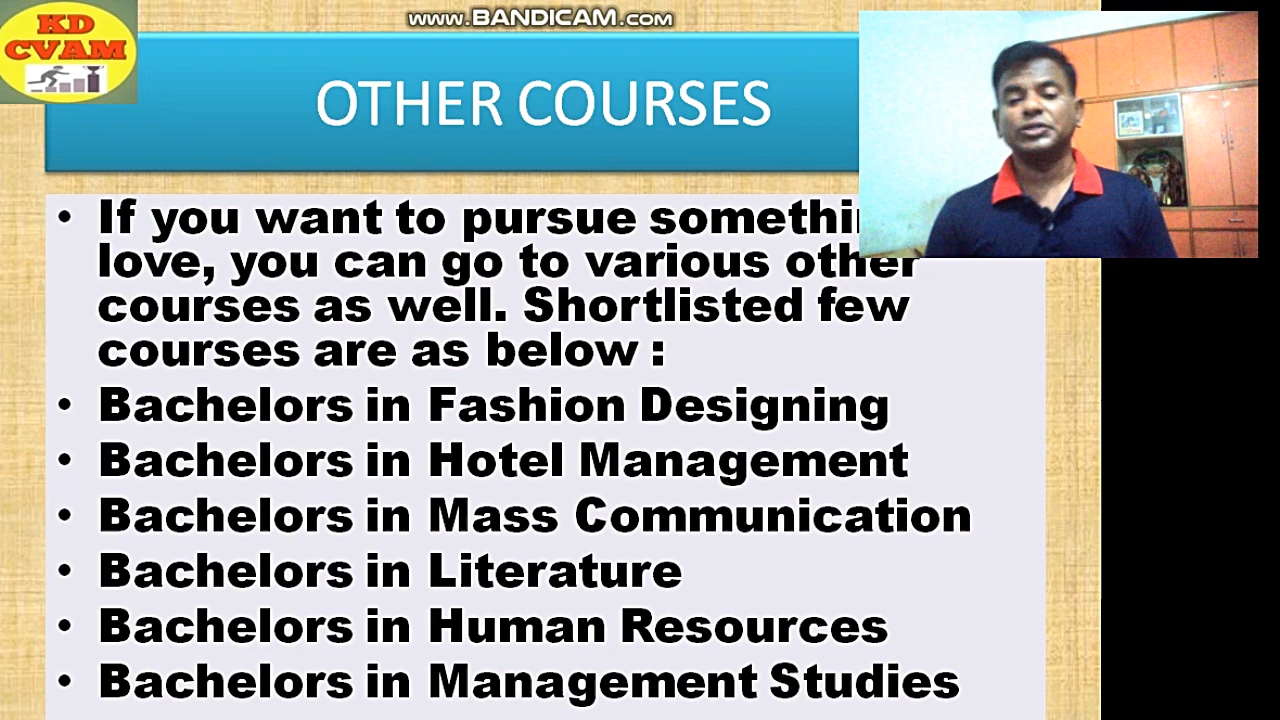 www.BANDICAM.com
KD
CVAM
OTHER COURSES
• If you want to pursue
love, you can go to various other
courses as well. Shortlisted few
courses are as below :
• Bachelors in Fashion Designing
• Bachelors in Hotel Management
• Bachelors in Mass Communication
• Bachelors in Literature
• Bachelors in Human Resources
• Bachelors in Management Studies